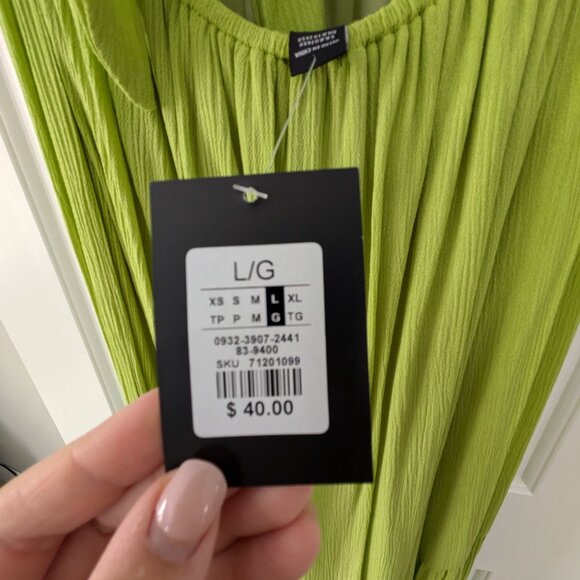 L/G
XS S M L XL
TP P M G TG
0932-3907-2441
83-9400
SKU 71201099
$ 40.00